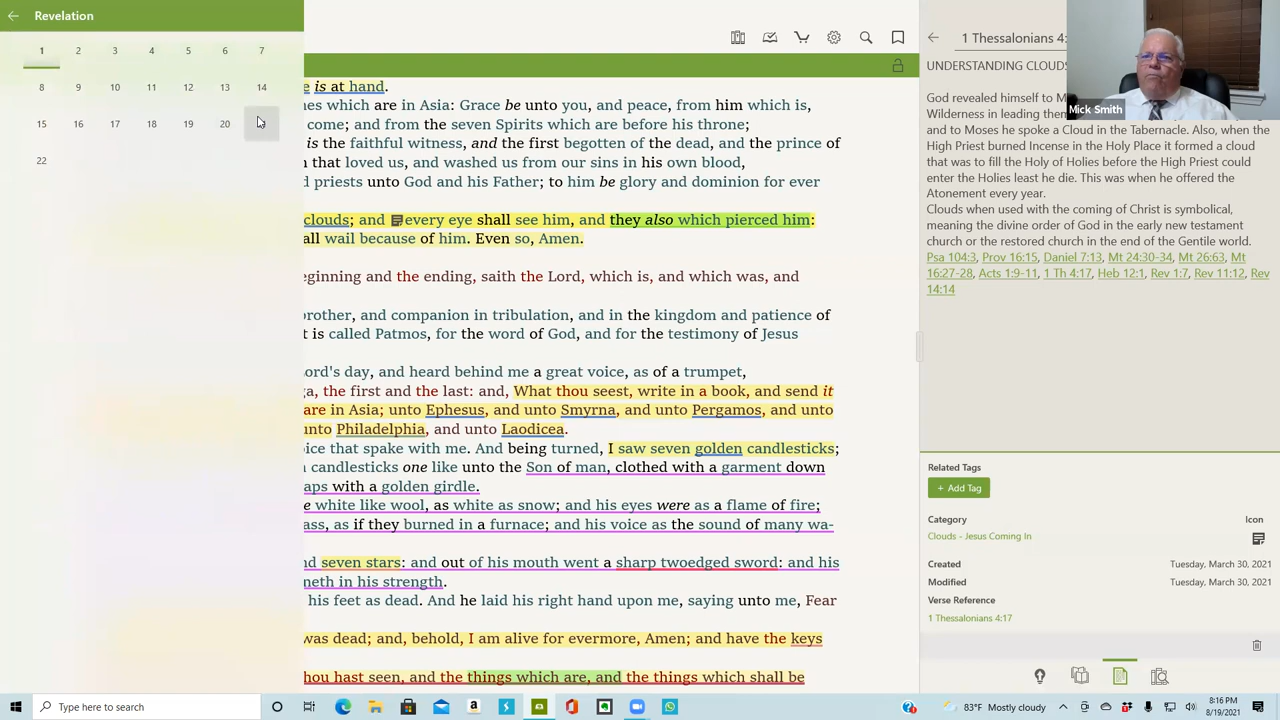 Revelation
1 2 3 4 5 6 7
8 9 10 11 12 13 14
15 16 17 18 19 20
22
is at hand.
es which are in Asia: Grace be unto you, and peace, from him which is,
come; and from the seven Spirits which are before his throne;
is the faithful witness, and the first begotten of the dead, and the prince of
that loved us, and washed us from our sins in his own blood,
d priests unto God and his Father; to him be glory and dominion for ever
clouds; and every eye shall see him, and they also which pierced him:
all wail because of him. Even so, Amen.
eginning and the ending, saith the Lord, which is, and which was, and
brother, and companion in tribulation, and in the kingdom and patience of
t is called Patmos, for the word of God, and for the testimony of Jesus
ord's day, and heard behind me a great voice, as of a trumpet,
ga, the first and the last: and, What thou seest, write in a book, and send it
are in Asia; unto Ephesus, and unto Smyrna, and unto Pergamos, and unto
unto Philadelphia, and unto Laodicea.
oice that spake with me. And being turned, I saw seven golden candlesticks;
candlesticks one like unto the Son of man, clothed with a garment down
aps with a golden girdle.
e white like wool, as white as snow; and his eyes were as a flame of fire;
ass, as if they burned in a furnace; and his voice as the sound of many wa-
nd seven stars: and out of his mouth went a sharp twoedged sword: and his
neth in his strength.
his feet as dead. And he laid his right hand upon me, saying unto me, Fear
was dead; and, behold, I am alive for evermore, Amen; and have the keys
hou hast seen, and the things which are, and the things which shall be
1 Thessalonians 4:
UNDERSTANDING CLOUDS
God revealed himself to M
Wilderness in leading them
and to Moses he spoke a Cloud in the Tabernacle. Also, when the
High Priest burned Incense in the Holy Place it formed a cloud
that was to fill the Holy of Holies before the High Priest could
enter the Holies least he die. This was when he offered the
Atonement every year.
Clouds when used with the coming of Christ is symbolical,
meaning the divine order of God in the early new testament
church or the restored church in the end of the Gentile world.
Psa 104:3, Prov 16:15, Daniel 7:13, Mt 24:30-34, Mt 26:63, Mt
16:27-28, Acts 1:9-11, 1 Th 4:17, Heb 12:1, Rev 1:7, Rev 11:12, Rev
14:14
Mick Smith
Related Tags
+ Add Tag
Category Icon
Clouds - Jesus Coming In
Created Tuesday, March 30, 2021
Modified Tuesday, March 30, 2021
Verse Reference
1 Thessalonians 4:17
Type here to search
83°F Mostly cloudy
8:16 PM
8/19/2021